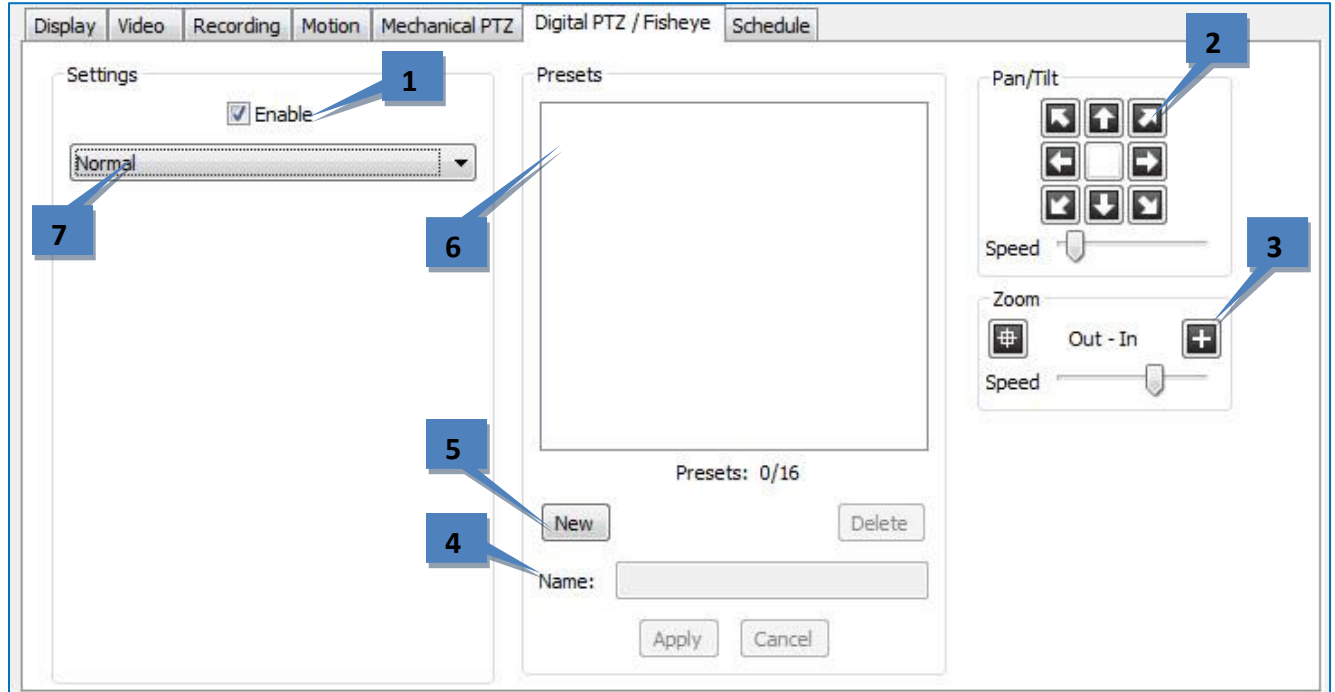 Display Video Recording Motion Mechanical PTZ Digital PTZ / Fisheye Schedule
2
Settings
1
Presets
Pan/Tilt
Enable
Normal
7
6
Speed
3
Zoom
Out - In
Speed
5
Presets: 0/16
New
Delete
4
Name:
Apply
Cancel